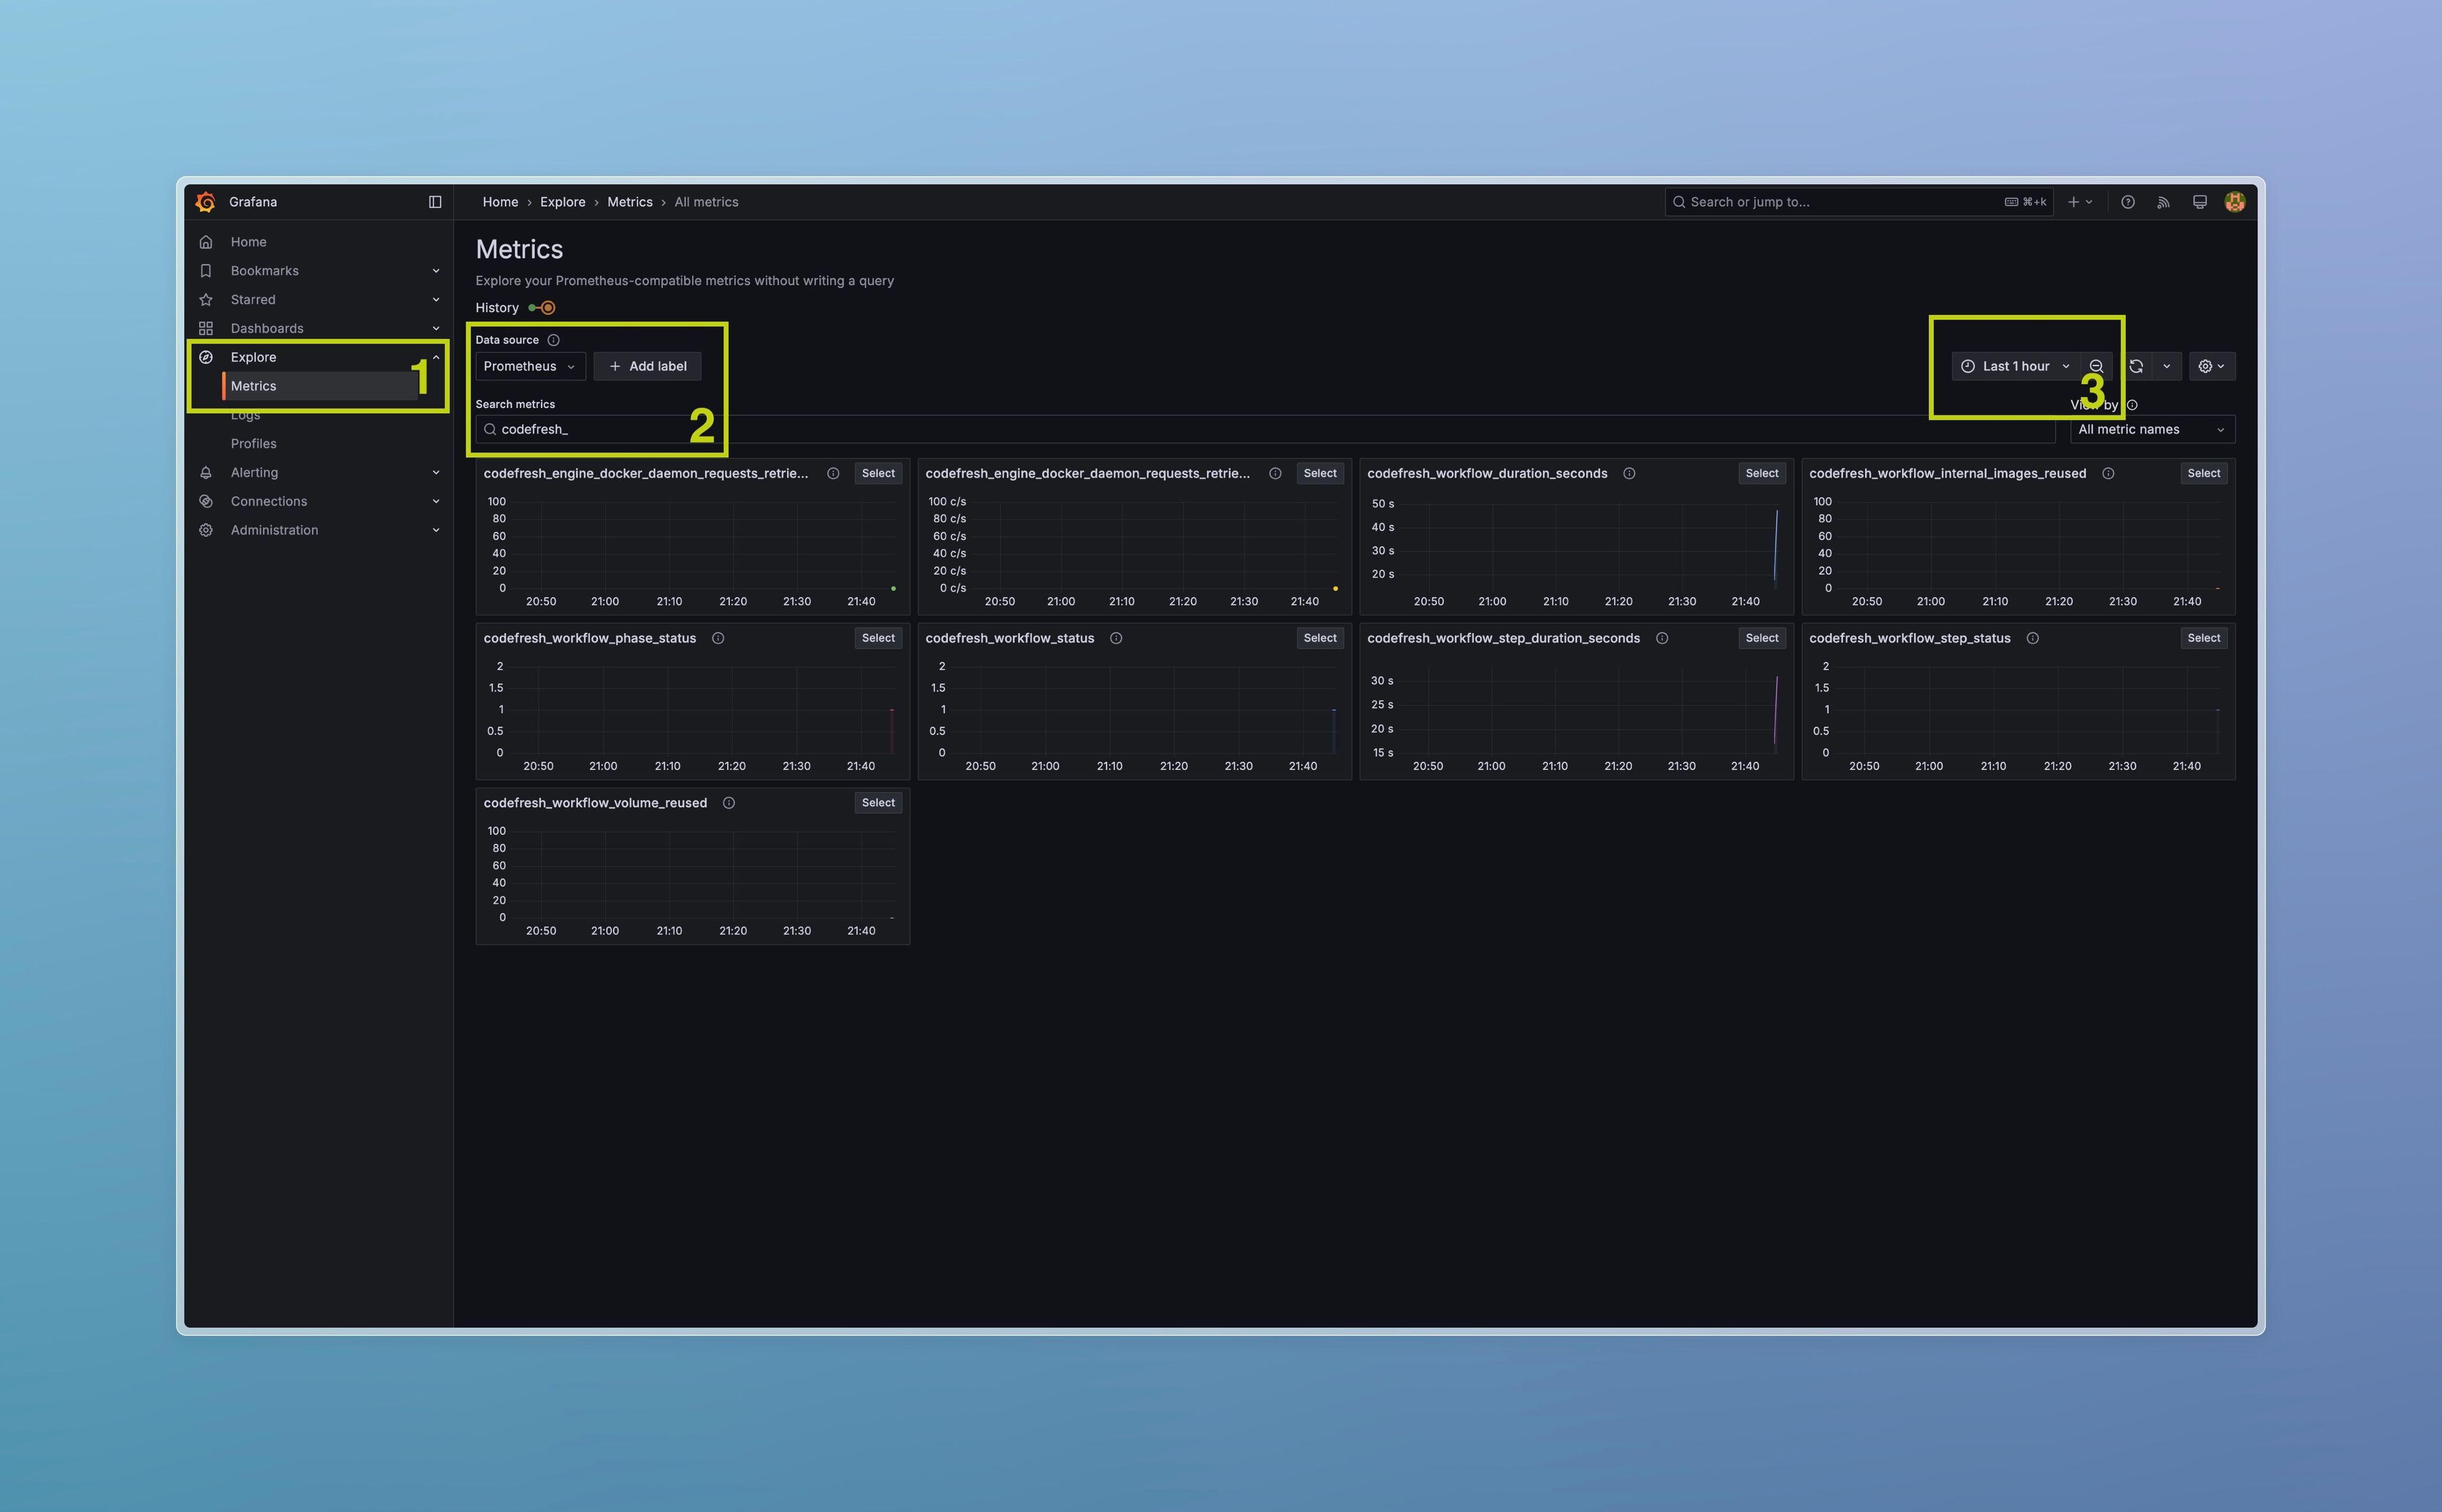 Grafana
Home › Explore › Metrics › All metrics
Search or jump to...
⌘+k
Home
Bookmarks
Starred
Dashboards
Explore
Metrics
1
Logs
Profiles
Alerting
Connections
Administration
Metrics
Explore your Prometheus-compatible metrics without writing a query
History
Data source
Prometheus
+ Add label
Search metrics
codefresh_
2
Last 1 hour
3
View by
All metric names
codefresh_engine_docker_daemon_requests_retrie...
Select
100
80
60
40
20
0
20:50 21:00 21:10 21:20 21:30 21:40
codefresh_engine_docker_daemon_requests_retrie...
Select
100 c/s
80 c/s
60 c/s
40 c/s
20 c/s
0 c/s
20:50 21:00 21:10 21:20 21:30 21:40
codefresh_workflow_duration_seconds
Select
50 s
40 s
30 s
20 s
20:50 21:00 21:10 21:20 21:30 21:40
codefresh_workflow_internal_images_reused
Select
100
80
60
40
20
0
20:50 21:00 21:10 21:20 21:30 21:40
codefresh_workflow_phase_status
Select
2
1.5
1
0.5
0
20:50 21:00 21:10 21:20 21:30 21:40
codefresh_workflow_status
Select
2
1.5
1
0.5
0
20:50 21:00 21:10 21:20 21:30 21:40
codefresh_workflow_step_duration_seconds
Select
30 s
25 s
20 s
15 s
20:50 21:00 21:10 21:20 21:30 21:40
codefresh_workflow_step_status
Select
2
1.5
1
0.5
0
20:50 21:00 21:10 21:20 21:30 21:40
codefresh_workflow_volume_reused
Select
100
80
60
40
20
0
20:50 21:00 21:10 21:20 21:30 21:40